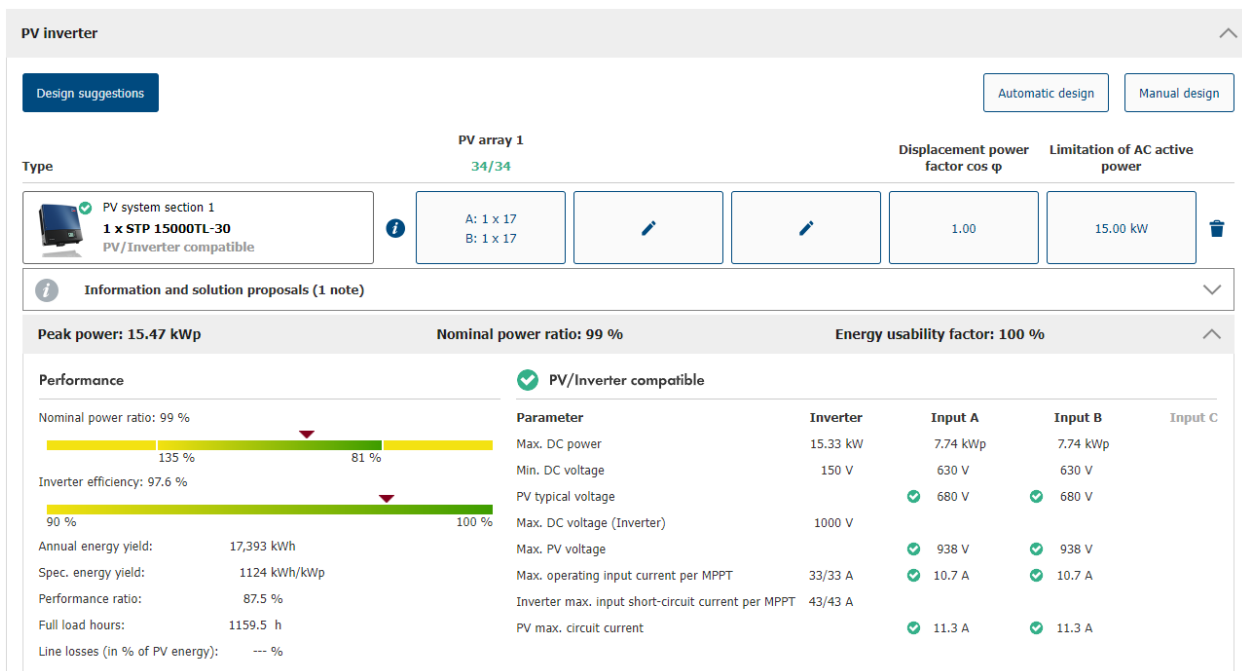 PV inverter
Design suggestions
Automatic design
Manual design
Type
PV array 1
34/34
Displacement power factor cos φ
Limitation of AC active power
PV system section 1
1 x STP 15000TL-30
PV/Inverter compatible
A: 1 x 17
B: 1 x 17
1.00
15.00 kW
Information and solution proposals (1 note)
Peak power: 15.47 kWp Nominal power ratio: 99 % Energy usability factor: 100 %
Performance
Nominal power ratio: 99 %
135 % 81 %
Inverter efficiency: 97.6 %
90 % 100 %
Annual energy yield: 17,393 kWh
Spec. energy yield: 1124 kWh/kWp
Performance ratio: 87.5 %
Full load hours: 1159.5 h
Line losses (in % of PV energy): --- %
PV/Inverter compatible
Parameter Inverter Input A Input B Input C
Max. DC power 15.33 kW 7.74 kWp 7.74 kWp
Min. DC voltage 150 V 630 V 630 V
PV typical voltage 680 V 680 V
Max. DC voltage (Inverter) 1000 V
Max. PV voltage 938 V 938 V
Max. operating input current per MPPT 33/33 A 10.7 A 10.7 A
Inverter max. input short-circuit current per MPPT 43/43 A
PV max. circuit current 11.3 A 11.3 A